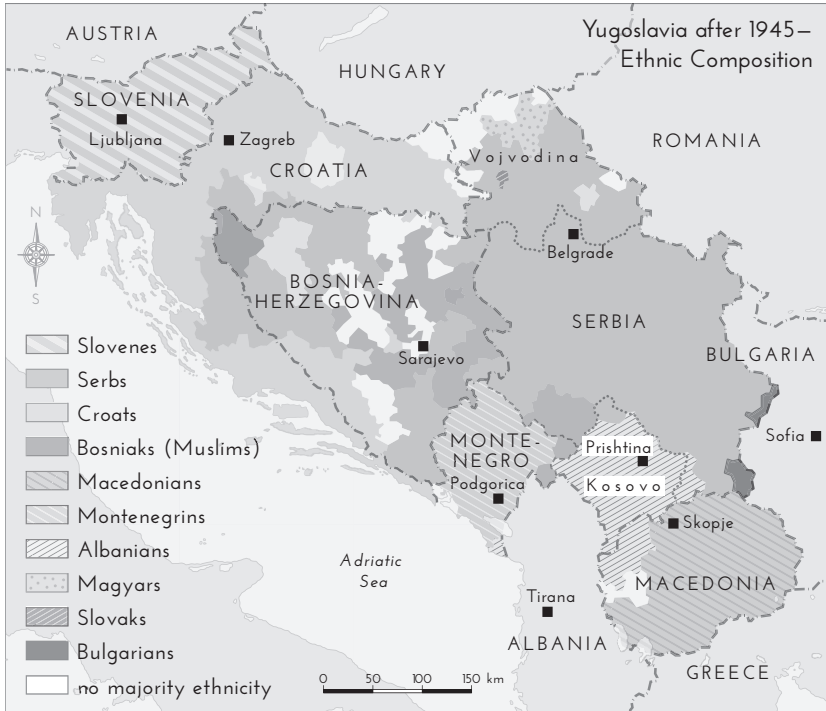 Yugoslavia after 1945—
Ethnic Composition
AUSTRIA
HUNGARY
SLOVENIA
Ljubljana
Zagreb
CROATIA
Vojvodina
ROMANIA
N
S
Belgrade
BOSNIA-
HERZEGOVINA
SERBIA
Sarajevo
BULGARIA
Sofia
MONTE-
NEGRO
Podgorica
Prishtina
Kosovo
Skopje
MACEDONIA
Adriatic
Sea
Tirana
ALBANIA
GREECE
Slovenes
Serbs
Croats
Bosniaks (Muslims)
Macedonians
Montenegrins
Albanians
Magyars
Slovaks
Bulgarians
no majority ethnicity
0 50 100 150 km